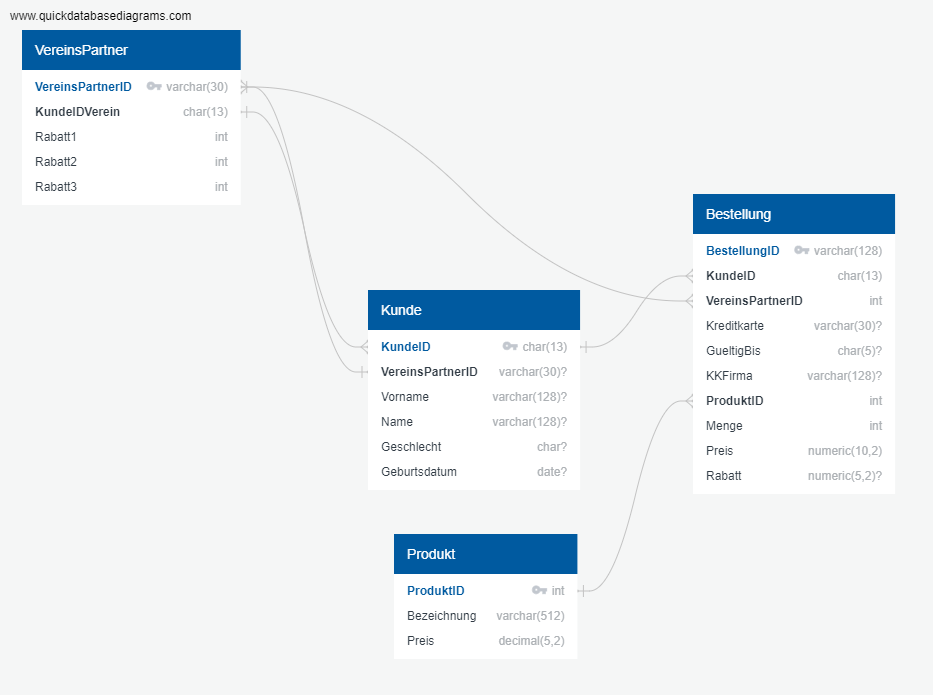 www.quickdatabasediagrams.com
VereinsPartner
VereinsPartnerID varchar(30)
KundeIDVerein char(13)
Rabatt1 int
Rabatt2 int
Rabatt3 int
Bestellung
BestellungID varchar(128)
KundeID char(13)
VereinsPartnerID int
Kreditkarte varchar(30)?
GueltigBis char(5)?
KKFirma varchar(128)?
ProduktID int
Menge int
Preis numeric(10,2)
Rabatt numeric(5,2)?
Kunde
KundeID char(13)
VereinsPartnerID varchar(30)?
Vorname varchar(128)?
Name varchar(128)?
Geschlecht char?
Geburtsdatum date?
Produkt
ProduktID int
Bezeichnung varchar(512)
Preis decimal(5,2)